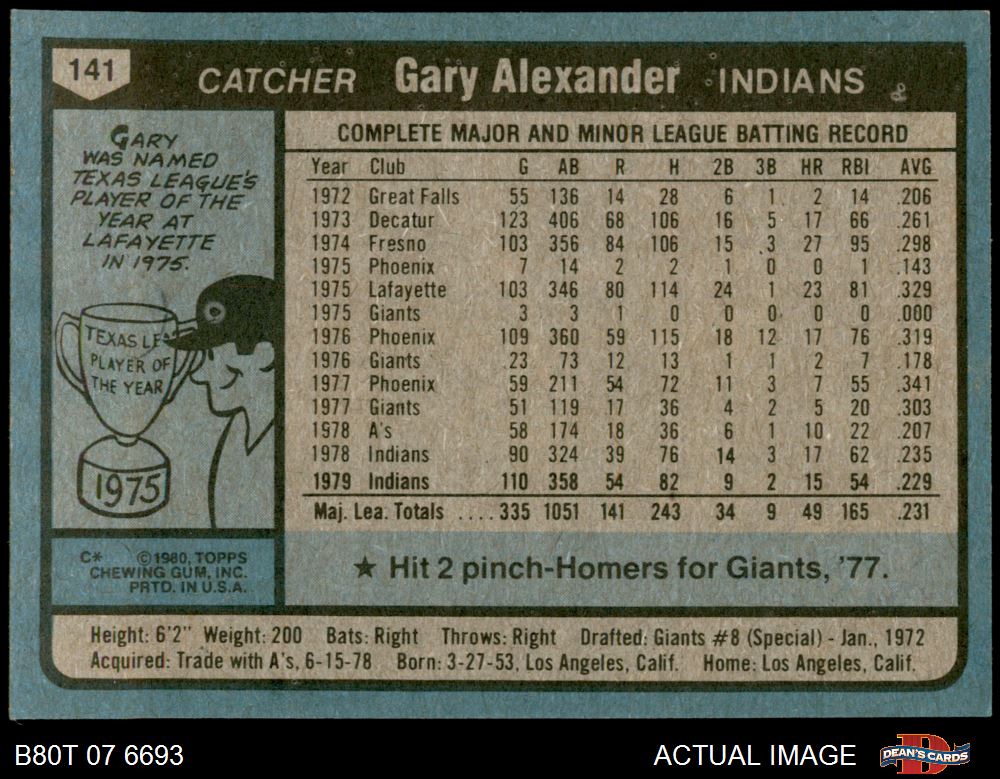 141
CATCHER Gary Alexander INDIANS
GARY
WAS NAMED
TEXAS LEAGUE'S
PLAYER OF THE
YEAR AT
LAFAYETTE
IN 1975.
TEXAS LE
PLAYER OF
THE YEAR
1975
C* ©1980, TOPPS
CHEWING GUM, INC.
PRTD. IN U.S.A.
COMPLETE MAJOR AND MINOR LEAGUE BATTING RECORD
Year Club G AB R H 2B 3B HR RBI AVG
1972 Great Falls 55 136 14 28 6 1 2 14 .206
1973 Decatur 123 406 68 106 16 5 17 66 .261
1974 Fresno 103 356 84 106 15 3 27 95 .298
1975 Phoenix 7 14 2 2 1 0 0 1 .143
1975 Lafayette 103 346 80 114 24 1 23 81 .329
1975 Giants 3 3 1 0 0 0 0 0 .000
1976 Phoenix 109 360 59 115 18 12 17 76 .319
1976 Giants 23 73 12 13 1 1 2 7 .178
1977 Phoenix 59 211 54 72 11 3 7 55 .341
1977 Giants 51 119 17 36 4 2 5 20 .303
1978 A's 58 174 18 36 6 1 10 22 .207
1978 Indians 90 324 39 76 14 3 17 62 .235
1979 Indians 110 358 54 82 9 2 15 54 .229
Maj. Lea. Totals .... 335 1051 141 243 34 9 49 165 .231
★ Hit 2 pinch-Homers for Giants, '77.
Height: 6'2" Weight: 200 Bats: Right Throws: Right Drafted: Giants #8 (Special) - Jan., 1972
Acquired: Trade with A's, 6-15-78 Born: 3-27-53, Los Angeles, Calif. Home: Los Angeles, Calif.
B80T 07 6693 ACTUAL IMAGE DEAN'S CARDS